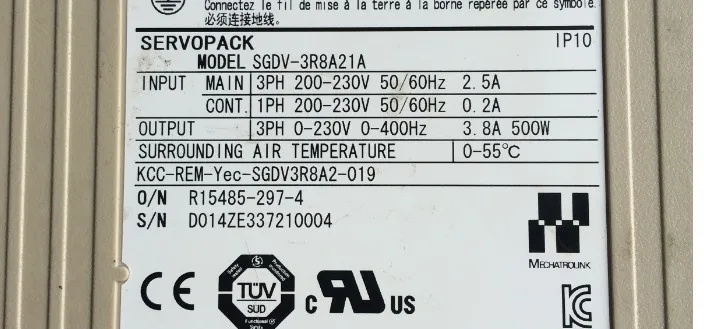 Connectez le fil de mise à la terre à la borne repérée par ce symbole.
必须连接地线。
SERVOPACK IP10
MODEL SGDV-3R8A21A
INPUT MAIN 3PH 200-230V 50/60Hz 2.5A
CONT. 1PH 200-230V 50/60Hz 0.2A
OUTPUT 3PH 0-230V 0-400Hz 3.8A 500W
SURROUNDING AIR TEMPERATURE 0-55℃
KCC-REM-Yec-SGDV3R8A2-019
O/N R15485-297-4
S/N D014ZE337210004
MECHATROLINK
CE TÜV SÜD c RU US